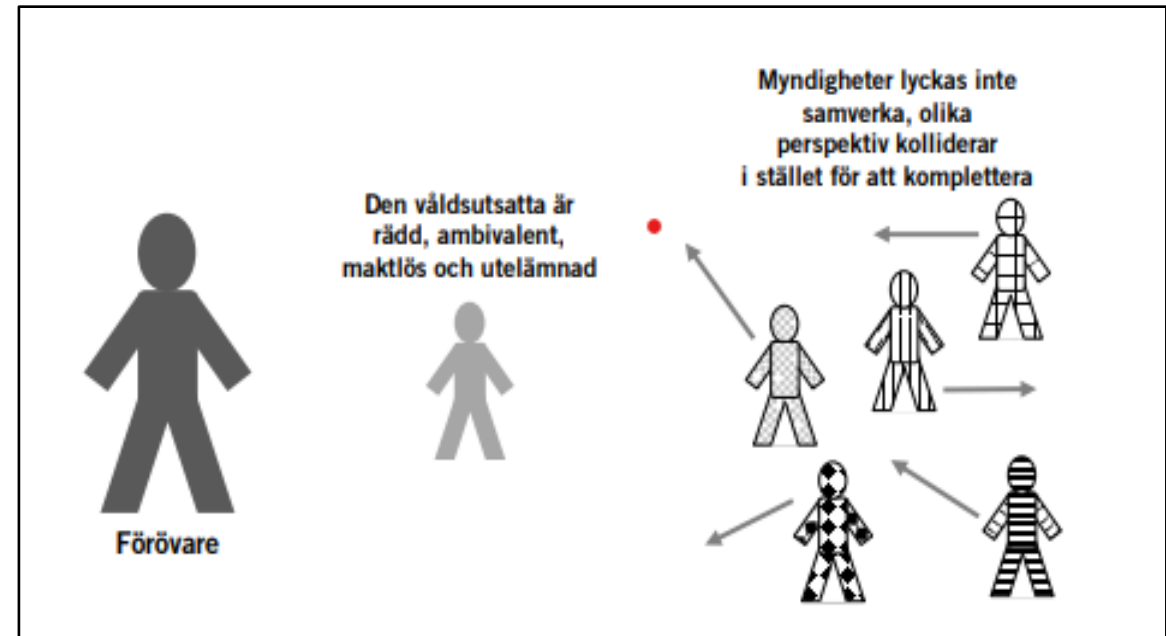 Myndigheter lyckas inte
samverka, olika
perspektiv kolliderar
i stället för att komplettera
Den våldsutsatta är
rädd, ambivalent,
maktlös och utelämnad
Förövare